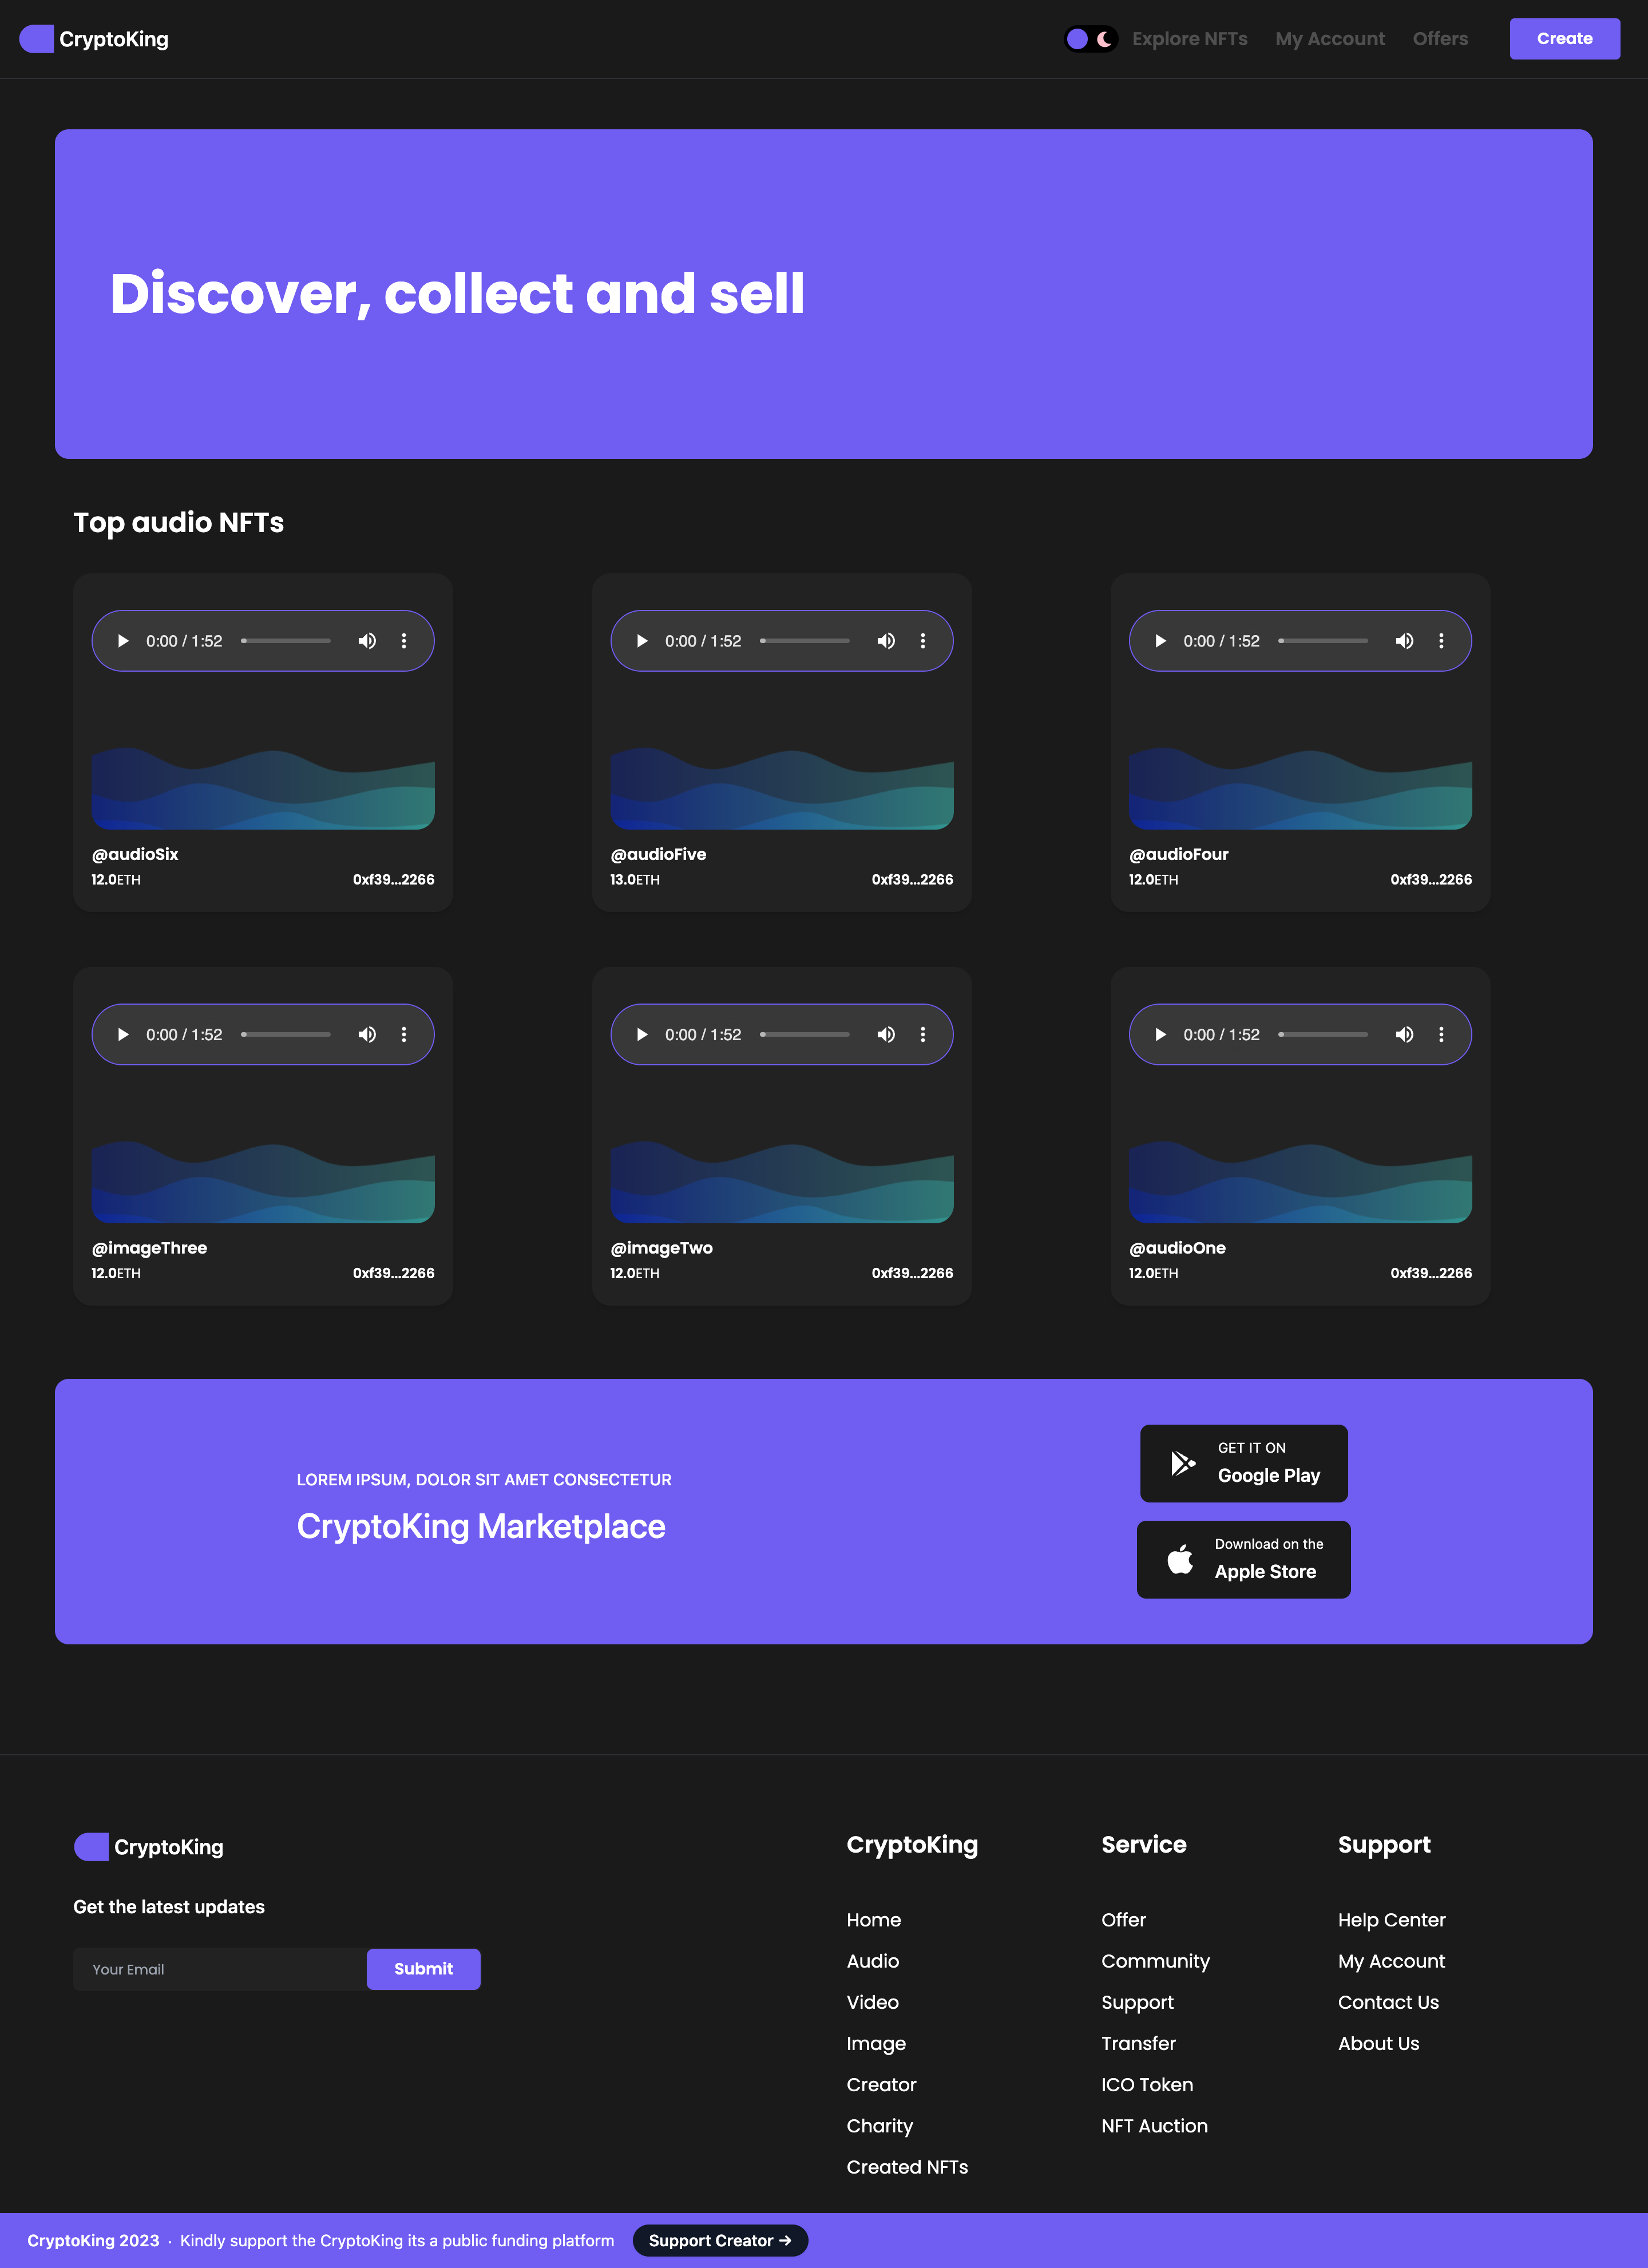 CryptoKing
Explore NFTs My Account Offers Create
Discover, collect and sell
Top audio NFTs
0:00 / 1:52
@audioSix
12.0ETH 0xf39...2266
0:00 / 1:52
@audioFive
13.0ETH 0xf39...2266
0:00 / 1:52
@audioFour
12.0ETH 0xf39...2266
0:00 / 1:52
@imageThree
12.0ETH 0xf39...2266
0:00 / 1:52
@imageTwo
12.0ETH 0xf39...2266
0:00 / 1:52
@audioOne
12.0ETH 0xf39...2266
LOREM IPSUM, DOLOR SIT AMET CONSECTETUR
CryptoKing Marketplace
GET IT ON
Google Play
Download on the
Apple Store
CryptoKing
Get the latest updates
Your Email Submit
CryptoKing
Home
Audio
Video
Image
Creator
Charity
Created NFTs
Service
Offer
Community
Support
Transfer
ICO Token
NFT Auction
Support
Help Center
My Account
Contact Us
About Us
CryptoKing 2023 · Kindly support the CryptoKing its a public funding platform Support Creator →